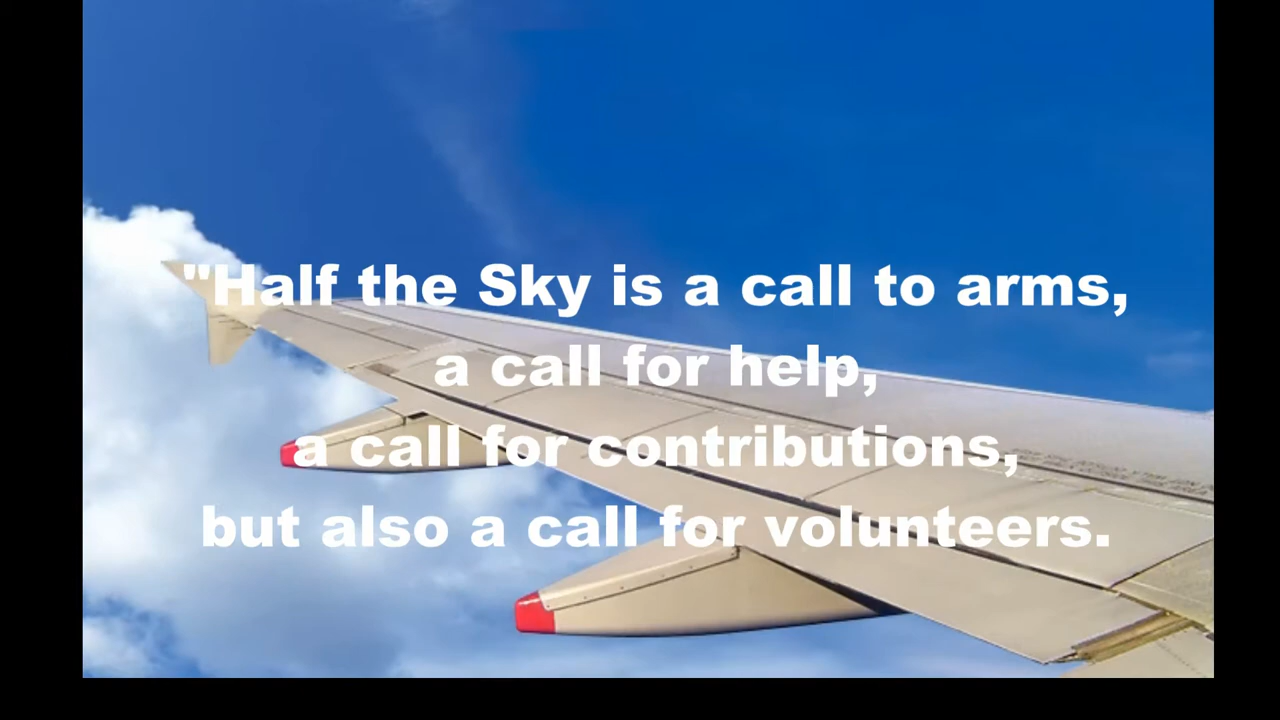 "Half the Sky is a call to arms,
a call for help,
a call for contributions,
but also a call for volunteers.